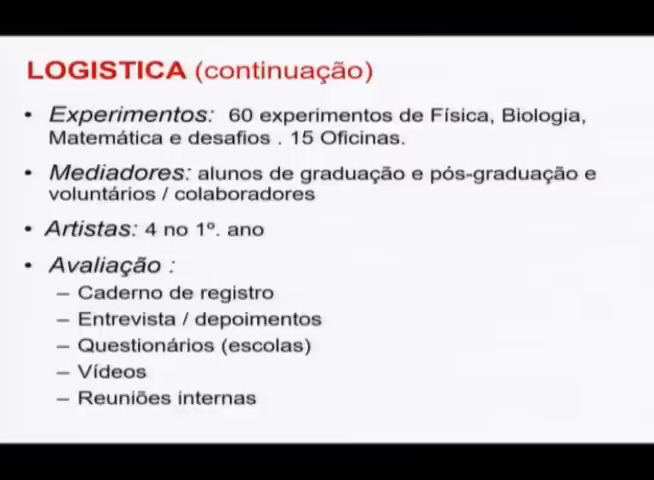 LOGISTICA (continuação)
• Experimentos: 60 experimentos de Física, Biologia,
Matemática e desafios . 15 Oficinas.
• Mediadores: alunos de graduação e pós-graduação e
voluntários / colaboradores
• Artistas: 4 no 1º. ano
• Avaliação :
– Caderno de registro
– Entrevista / depoimentos
– Questionários (escolas)
– Vídeos
– Reuniões internas